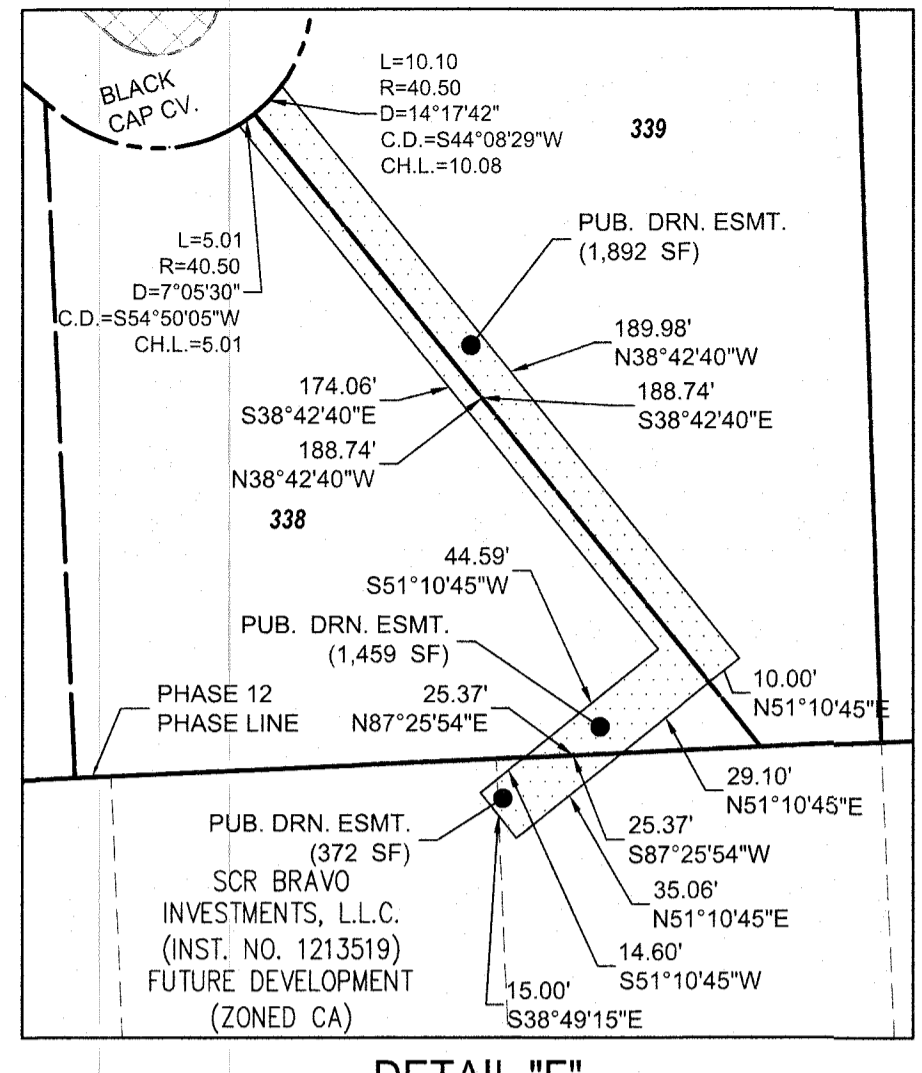 BLACK
CAP CV.
L=10.10
R=40.50
D=14°17'42"
C.D.=S44°08'29"W
CH.L.=10.08
339
PUB. DRN. ESMT.
(1,892 SF)
L=5.01
R=40.50
D=7°05'30"
C.D.=S54°50'05"W
CH.L.=5.01
189.98'
N38°42'40"W
174.06'
S38°42'40"E
188.74'
S38°42'40"E
188.74'
N38°42'40"W
338
44.59'
S51°10'45"W
PUB. DRN. ESMT.
(1,459 SF)
10.00'
N51°10'45"E
PHASE 12
PHASE LINE
25.37'
N87°25'54"E
29.10'
N51°10'45"E
PUB. DRN. ESMT.
(372 SF)
25.37'
S87°25'54"W
SCR BRAVO
INVESTMENTS, L.L.C.
(INST. NO. 1213519)
FUTURE DEVELOPMENT
(ZONED CA)
35.06'
N51°10'45"E
14.60'
S51°10'45"W
15.00'
S38°49'15"E